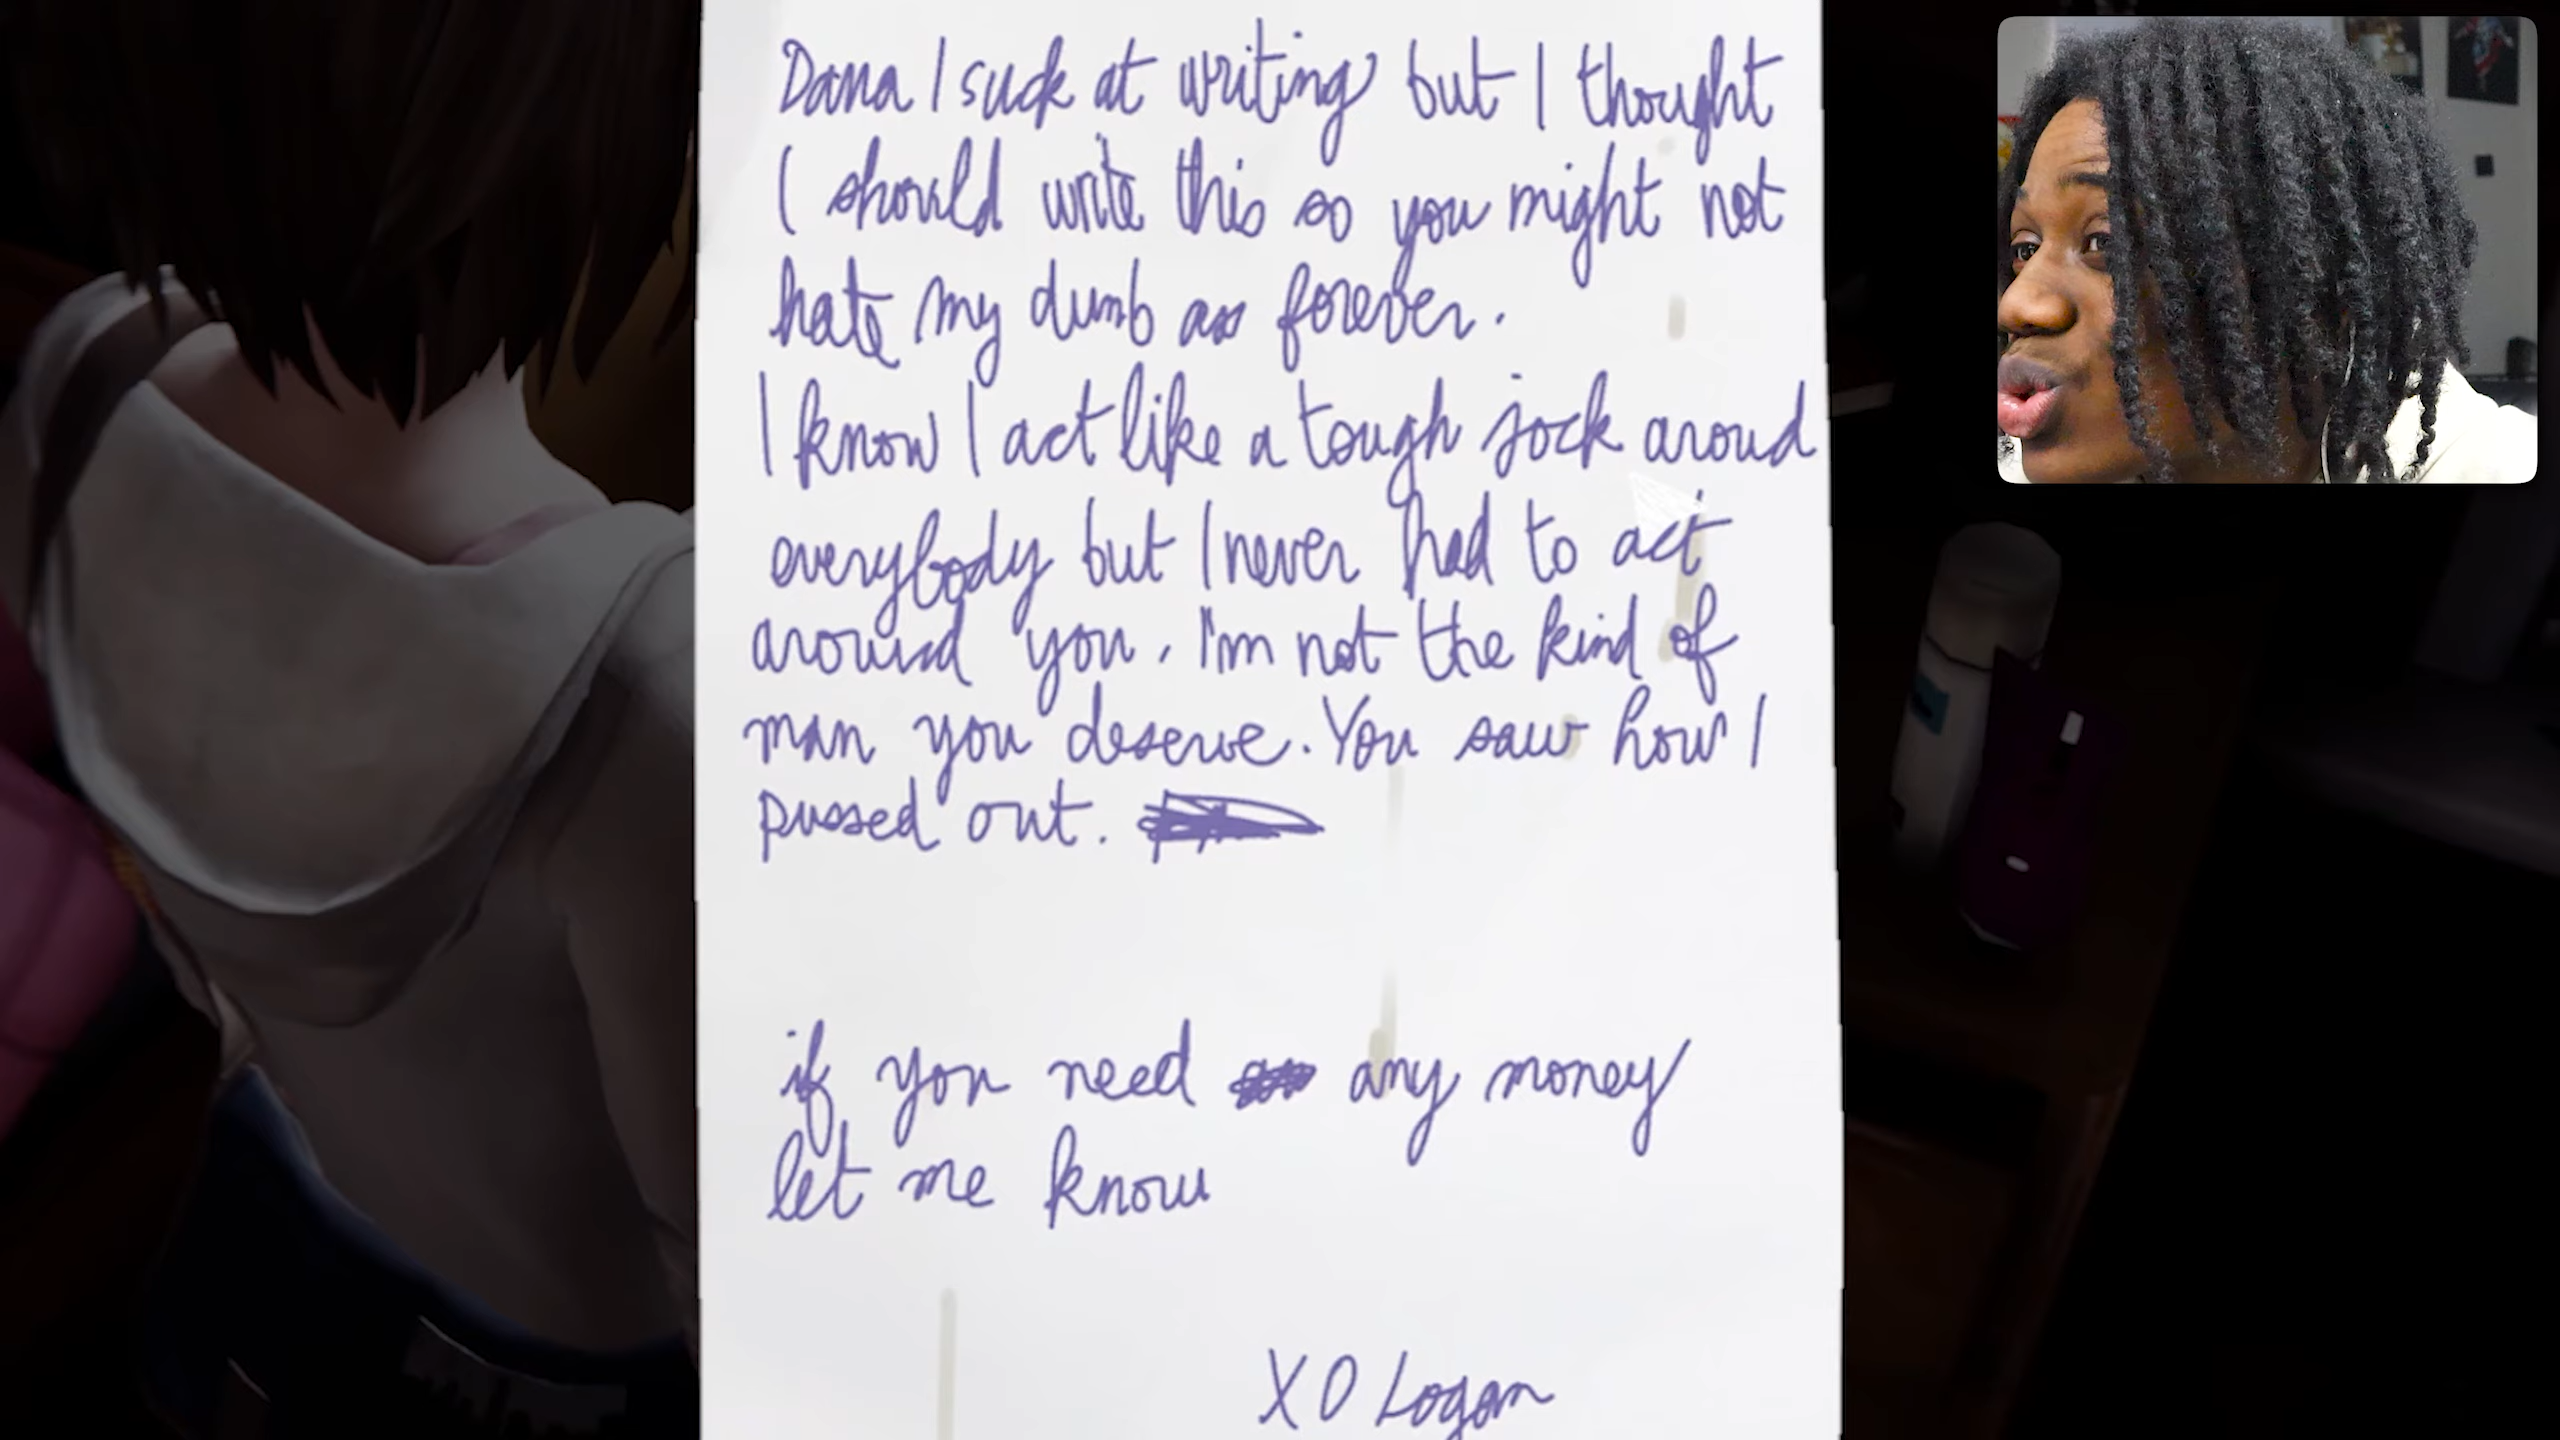 Dana I suck at writing but I thought
I should write this so you might not
hate my dumb ass forever.
I know I act like a tough jock aroud
everybody but I never had to act
around you. I'm not the kind of
man you deserve. You saw how I
pussed out.
if you need any money
let me know
XO Logan